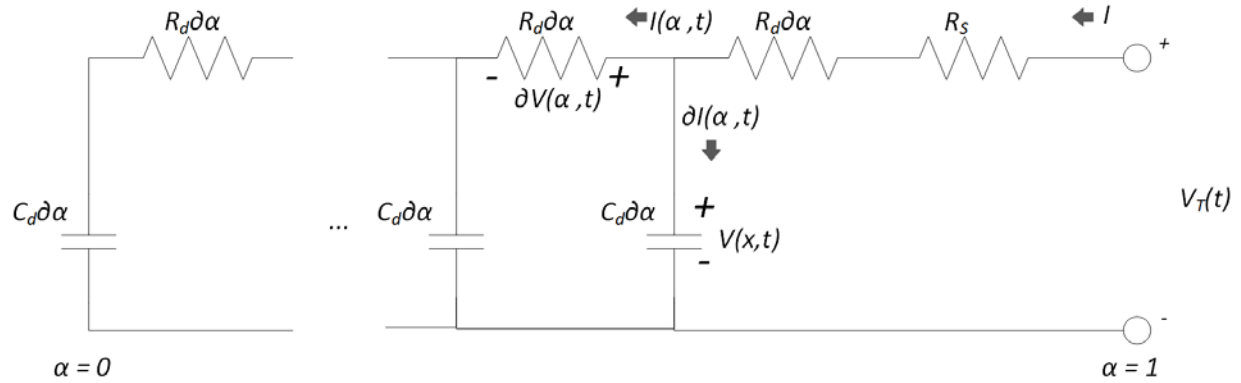 R_d∂α
R_d∂α
I(α,t)
R_d∂α
R_S
I
+
-
+
∂V(α,t)
∂I(α,t)
C_d∂α
...
C_d∂α
C_d∂α
+
V(x,t)
-
V_T(t)
-
α = 0
α = 1